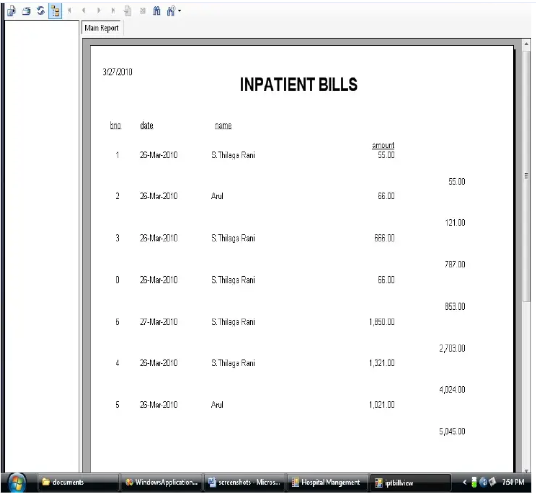 Main Report
3/27/2010
INPATIENT BILLS
bno date name
amount
1 26-Mar-2010 S.Thilaga Rani 55.00
55.00
2 26-Mar-2010 Arul 66.00
121.00
3 26-Mar-2010 S.Thilaga Rani 666.00
787.00
0 26-Mar-2010 S.Thilaga Rani 66.00
853.00
6 27-Mar-2010 S.Thilaga Rani 1,850.00
2,703.00
4 26-Mar-2010 S.Thilaga Rani 1,321.00
4,024.00
5 26-Mar-2010 Arul 1,021.00
5,045.00
documents WindowsApplication... screenshots - Micros... Hospital Mangement iptbillview 7:51 PM